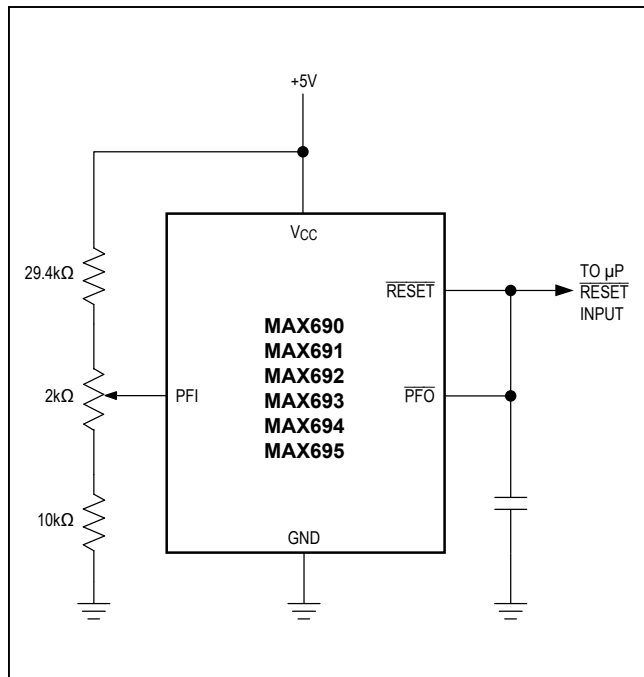 +5V
VCC
29.4kΩ
RESET
TO µP
RESET
INPUT
MAX690
MAX691
MAX692
MAX693
MAX694
MAX695
2kΩ
PFI
PFO
10kΩ
GND